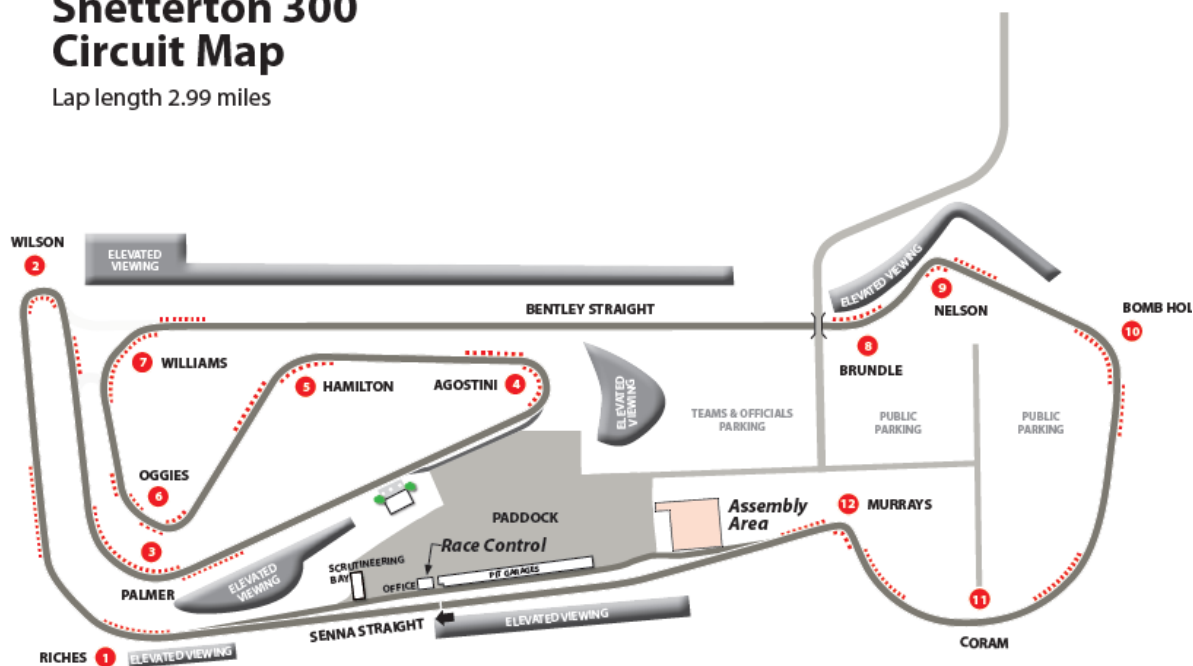 Snetterton 300
Circuit Map
Lap length 2.99 miles
WILSON
2
ELEVATED
VIEWING
BENTLEY STRAIGHT
ELEVATED VIEWING
9
NELSON
BOMB HOL
10
7 WILLIAMS
5 HAMILTON
AGOSTINI 4
8
BRUNDLE
ELEVATED
VIEWING
TEAMS & OFFICIALS
PARKING
PUBLIC
PARKING
PUBLIC
PARKING
OGGIES
6
3
PALMER
PADDOCK
Assembly
Area
12 MURRAYS
Race Control
SCRUTINEERING
BAY
OFFICE
PIT GARAGES
ELEVATED
VIEWING
SENNA STRAIGHT
ELEVATED VIEWING
11
CORAM
RICHES 1
ELEVATED VIEWING